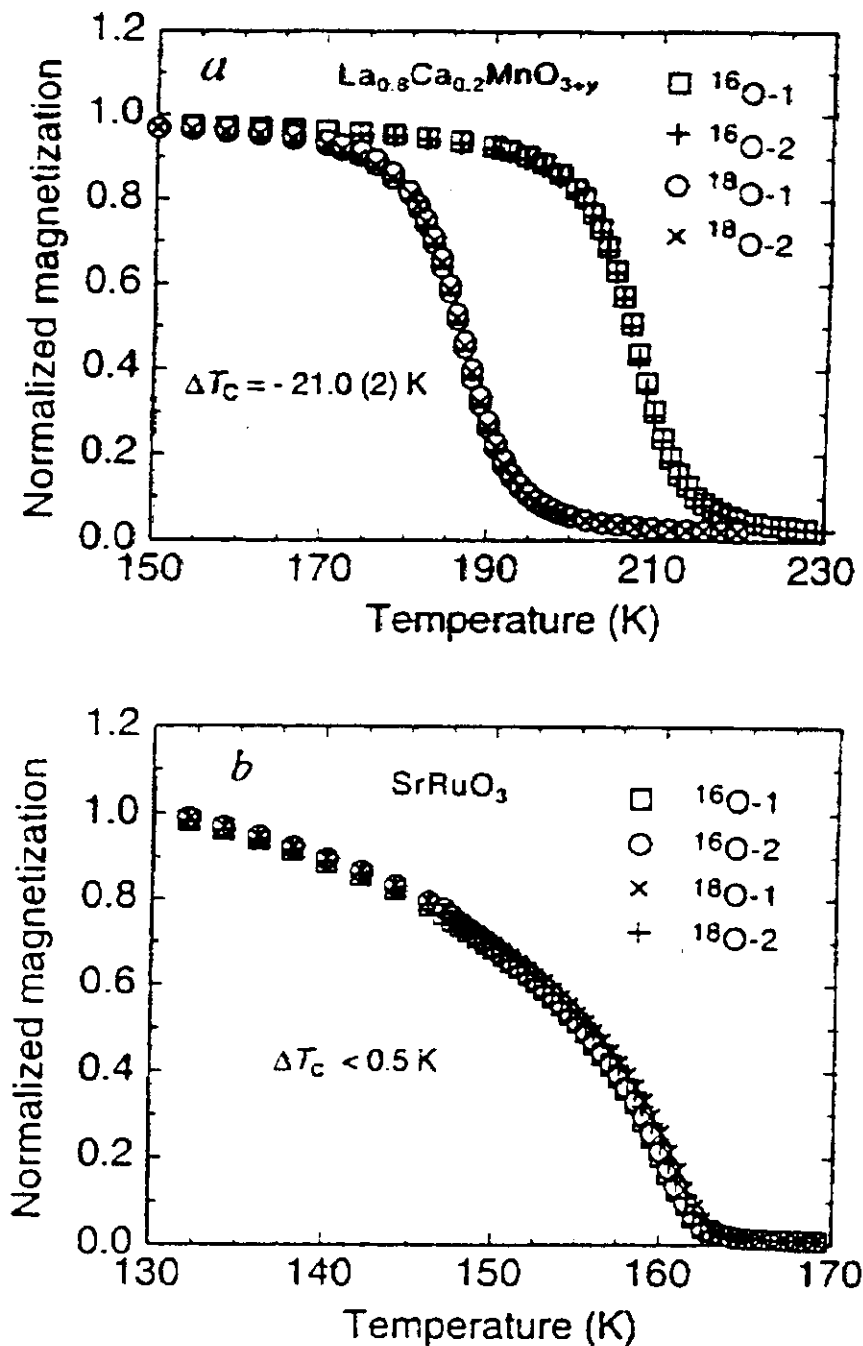 1.2
a
La0.8Ca0.2MnO3+y
16O-1
16O-2
18O-1
18O-2
1.0
0.8
0.6
0.4
0.2
0.0
Normalized magnetization
ΔTC = - 21.0 (2) K
150 170 190 210 230
Temperature (K)
1.2
b
SrRuO3
16O-1
16O-2
18O-1
18O-2
1.0
0.8
0.6
0.4
0.2
0.0
Normalized magnetization
ΔTC < 0.5 K
130 140 150 160 170
Temperature (K)